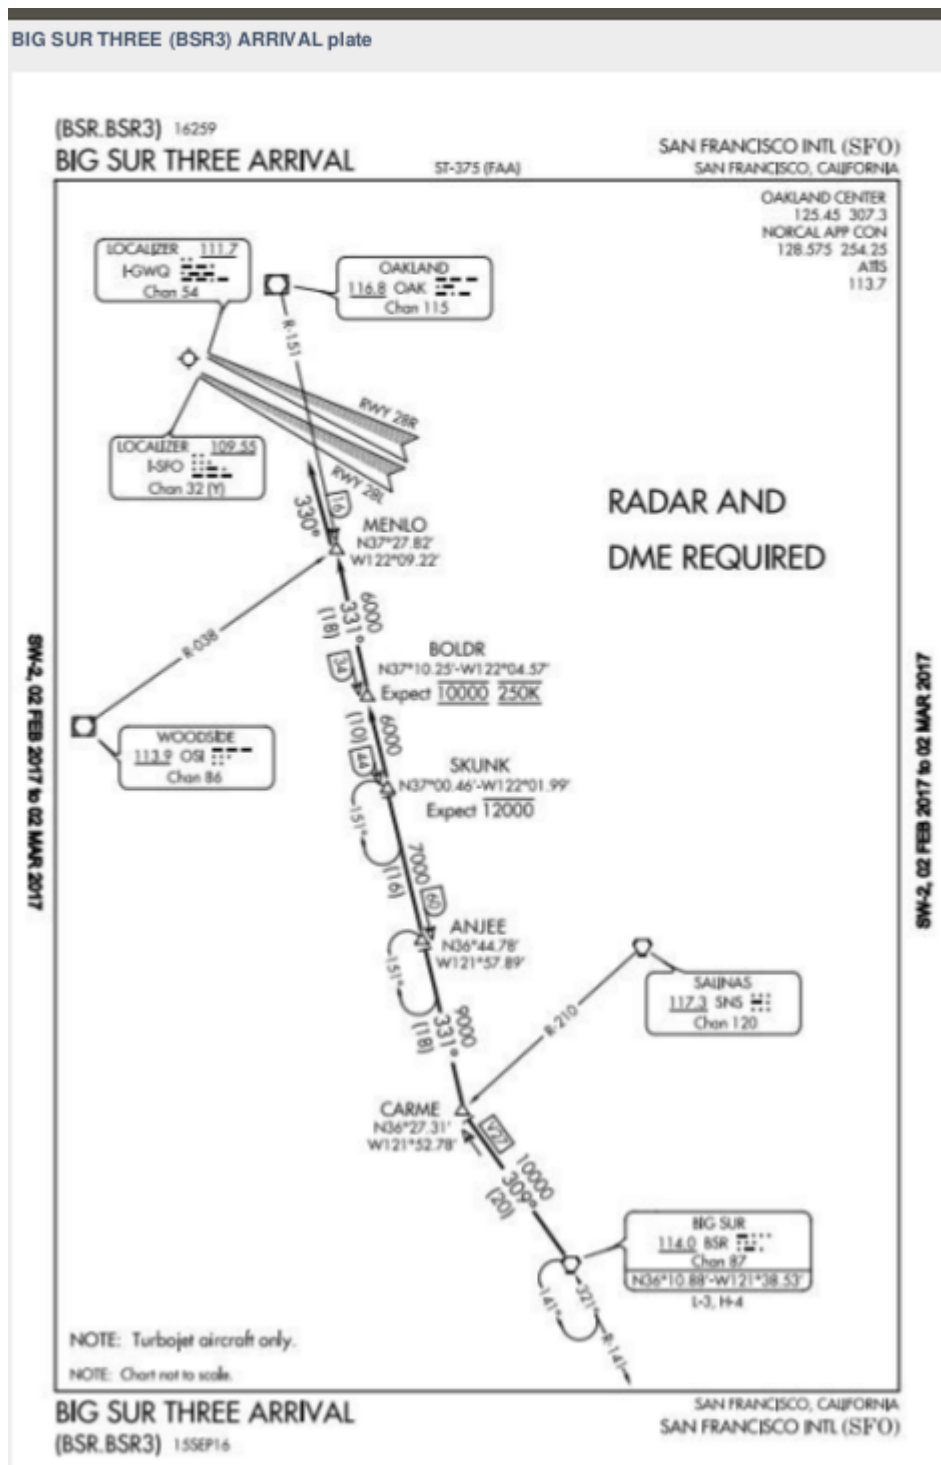 BIG SUR THREE (BSR3) ARRIVAL plate
(BSR.BSR3) 16259
BIG SUR THREE ARRIVAL
ST-375 (FAA)
SAN FRANCISCO INTL (SFO)
SAN FRANCISCO, CALIFORNIA
OAKLAND CENTER
125.45 307.3
NORCAL APP CON
128.575 254.25
ATIS
113.7
LOCALIZER 111.7
I-GWQ
Chan 54
OAKLAND
116.8 OAK
Chan 115
R-151
RWY 28R
RWY 28L
LOCALIZER 109.55
I-SFO
Chan 32 (Y)
330°
16
MENLO
N37°27.82'
W122°09.22'
RADAR AND
DME REQUIRED
R-038
6000
331°
(18)
34
BOLDR
N37°10.25'-W122°04.57'
Expect 10000 250K
WOODSIDE
113.9 OSI
Chan 86
6000
(10)
44
SKUNK
N37°00.46'-W122°01.99'
Expect 12000
151°
7000
(16)
60
ANJEE
N36°44.78'
W121°57.89'
151°
9000
331°
(18)
SALINAS
117.3 SNS
Chan 120
R-210
CARME
N36°27.31'
W121°52.78'
V27
10000
309°
(20)
BIG SUR
114.0 BSR
Chan 87
N36°10.88'-W121°38.53'
L-3, H-4
141°
321°
R-141
NOTE: Turbojet aircraft only.
NOTE: Chart not to scale.
SW-2, 02 FEB 2017 to 02 MAR 2017
SW-2, 02 FEB 2017 to 02 MAR 2017
BIG SUR THREE ARRIVAL
(BSR.BSR3) 15SEP16
SAN FRANCISCO, CALIFORNIA
SAN FRANCISCO INTL (SFO)